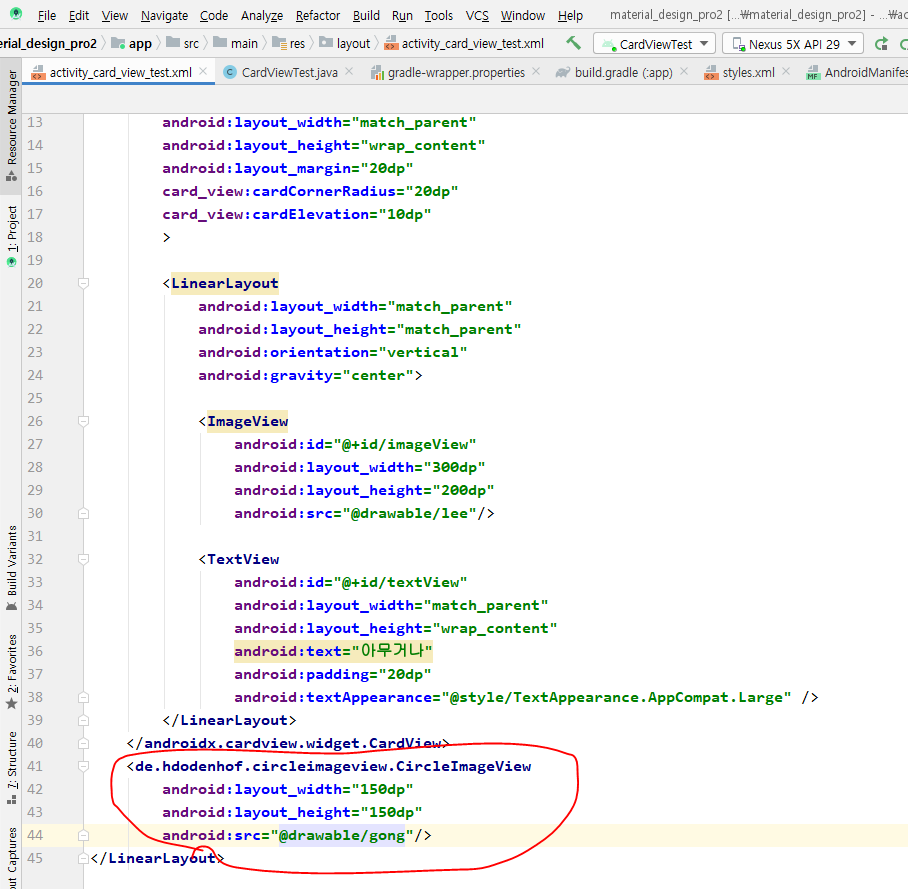 File Edit View Navigate Code Analyze Refactor Build Run Tools VCS Window Help material_design_pro2 [...₩material_design_pro2] - ...₩ac
erial_design_pro2 app src main res layout activity_card_view_test.xml CardViewTest Nexus 5X API 29
activity_card_view_test.xml CardViewTest.java gradle-wrapper.properties build.gradle (:app) styles.xml AndroidManifes
Resource Manager
1: Project
Build Variants
2: Favorites
7: Structure
out Captures
13 android:layout_width="match_parent"
14 android:layout_height="wrap_content"
15 android:layout_margin="20dp"
16 card_view:cardCornerRadius="20dp"
17 card_view:cardElevation="10dp"
18 >
19
20 <LinearLayout
21 android:layout_width="match_parent"
22 android:layout_height="match_parent"
23 android:orientation="vertical"
24 android:gravity="center">
25
26 <ImageView
27 android:id="@+id/imageView"
28 android:layout_width="300dp"
29 android:layout_height="200dp"
30 android:src="@drawable/lee"/>
31
32 <TextView
33 android:id="@+id/textView"
34 android:layout_width="match_parent"
35 android:layout_height="wrap_content"
36 android:text="아무거나"
37 android:padding="20dp"
38 android:textAppearance="@style/TextAppearance.AppCompat.Large" />
39 </LinearLayout>
40 </androidx.cardview.widget.CardView>
41 <de.hdodenhof.circleimageview.CircleImageView
42 android:layout_width="150dp"
43 android:layout_height="150dp"
44 android:src="@drawable/gong"/>
45 </LinearLayout>